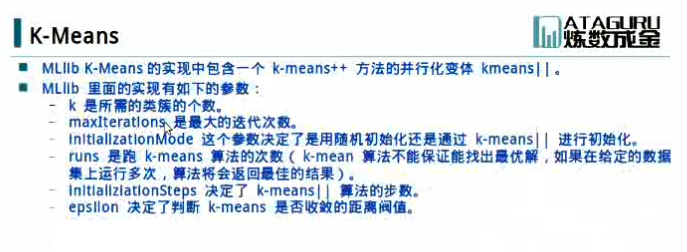 K-Means
ATAGURU
炼数成金
MLlib K-Means 的实现中包含一个 k-means++ 方法的并行化变体 kmeans|| 。
MLlib 里面的实现有如下的参数：
– k 是所需的类簇的个数。
– maxIterations 是最大的迭代次数。
– initializationMode 这个参数决定了是用随机初始化还是通过 k-means|| 进行初始化。
– runs 是跑 k-means 算法的次数（ k-mean 算法不能保证能找出最优解，如果在给定的数据
集上运行多次，算法将会返回最佳的结果）。
– initializiationSteps 决定了 k-means|| 算法的步数。
– epsilon 决定了判断 k-means 是否收敛的距离阀值。